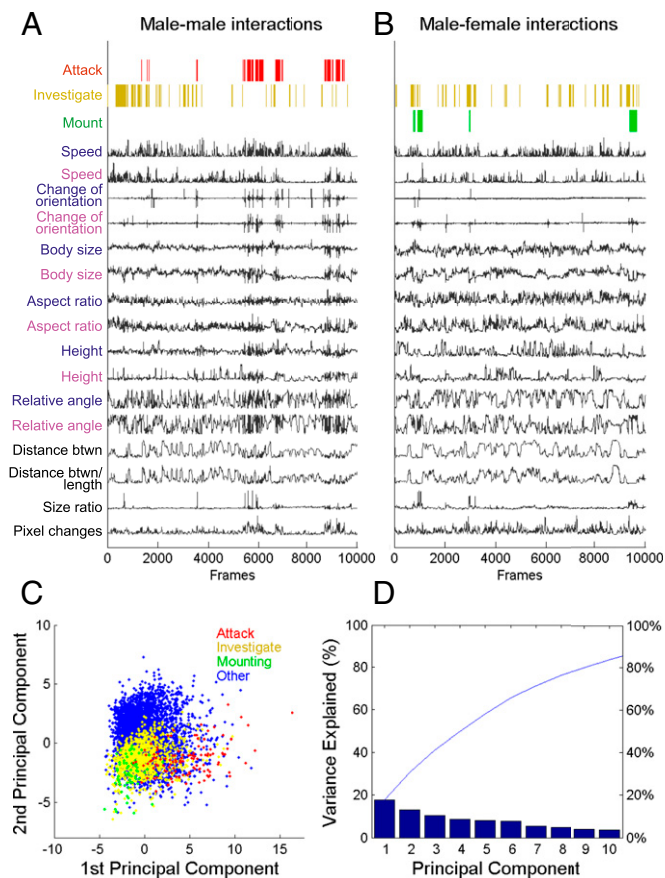 A
Male-male interactions
B
Male-female interactions
Attack
Investigate
Mount
Speed
Speed
Change of
orientation
Change of
orientation
Body size
Body size
Aspect ratio
Aspect ratio
Height
Height
Relative angle
Relative angle
Distance btwn
Distance btwn/
length
Size ratio
Pixel changes
0 2000 4000 6000 8000 10000
Frames
0 2000 4000 6000 8000 10000
Frames
C
10
5
0
-5
-10 -5 0 5 10 15
2nd Principal Component
1st Principal Component
Attack
Investigate
Mounting
Other
D
100
80
60
40
20
0
100%
80%
60%
40%
20%
0%
Variance Explained (%)
1 2 3 4 5 6 7 8 9 10
Principal Component